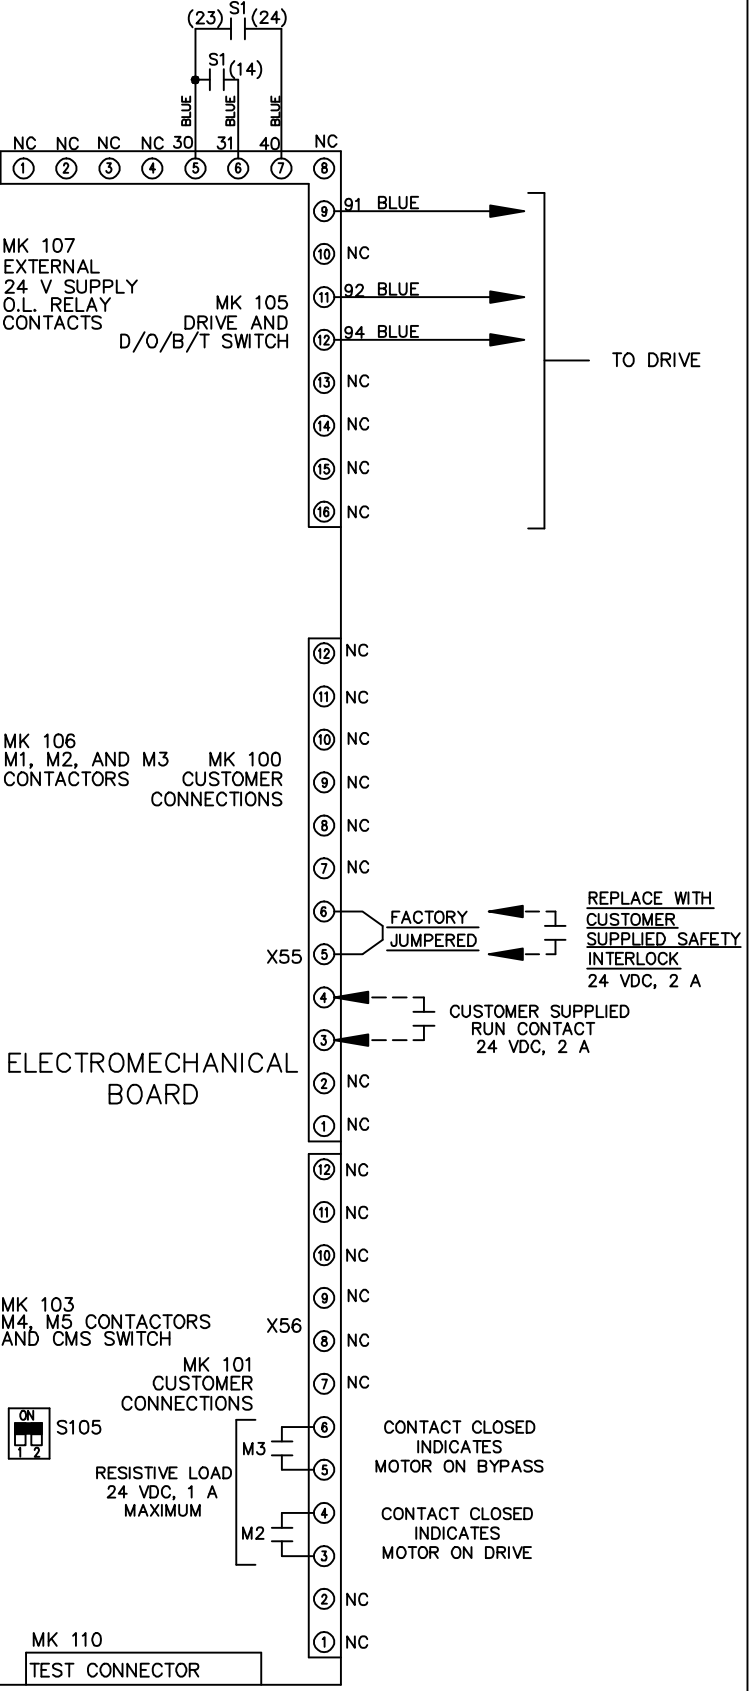 S1
(23) (24)
S1
(14)
BLUE BLUE BLUE
NC NC NC NC 30 31 40 NC
1 2 3 4 5 6 7 8
9 91 BLUE
MK 107
EXTERNAL
24 V SUPPLY
O.L. RELAY
CONTACTS
MK 105
DRIVE AND
D/O/B/T SWITCH
10 NC
11 92 BLUE
12 94 BLUE
TO DRIVE
13 NC
14 NC
15 NC
16 NC
12 NC
11 NC
10 NC
MK 106
M1, M2, AND M3
CONTACTORS
MK 100
CUSTOMER
CONNECTIONS
9 NC
8 NC
7 NC
6
FACTORY
JUMPERED
REPLACE WITH
CUSTOMER
SUPPLIED SAFETY
INTERLOCK
24 VDC, 2 A
X55
5
4
CUSTOMER SUPPLIED
RUN CONTACT
24 VDC, 2 A
3
ELECTROMECHANICAL
BOARD
2 NC
1 NC
12 NC
11 NC
10 NC
9 NC
MK 103
M4, M5 CONTACTORS
AND CMS SWITCH
X56
8 NC
MK 101
CUSTOMER
CONNECTIONS
7 NC
ON
1 2
S105
6
M3
5
CONTACT CLOSED
INDICATES
MOTOR ON BYPASS
RESISTIVE LOAD
24 VDC, 1 A
MAXIMUM
4
M2
3
CONTACT CLOSED
INDICATES
MOTOR ON DRIVE
2 NC
1 NC
MK 110
TEST CONNECTOR